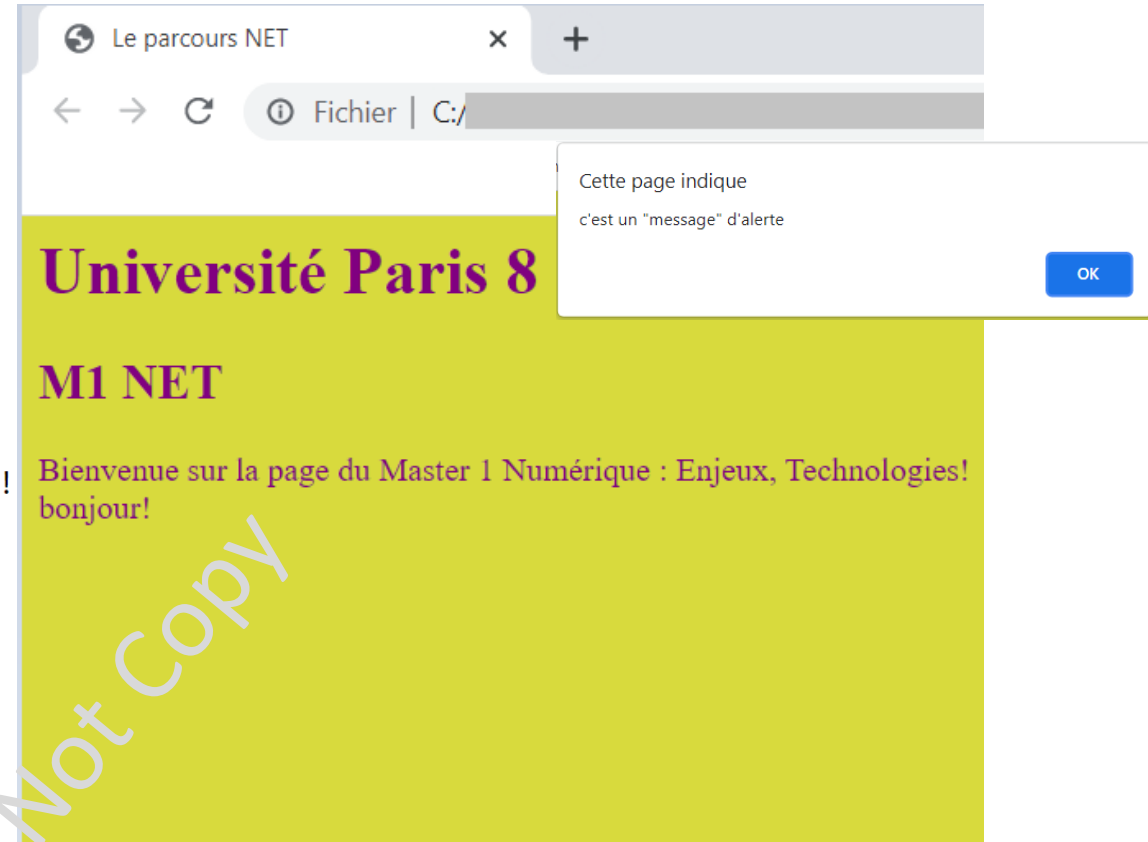 Le parcours NET
Fichier | C:/
Cette page indique
c'est un "message" d'alerte
OK
Université Paris 8
M1 NET
!
Bienvenue sur la page du Master 1 Numérique : Enjeux, Technologies!
bonjour!
Not Copy